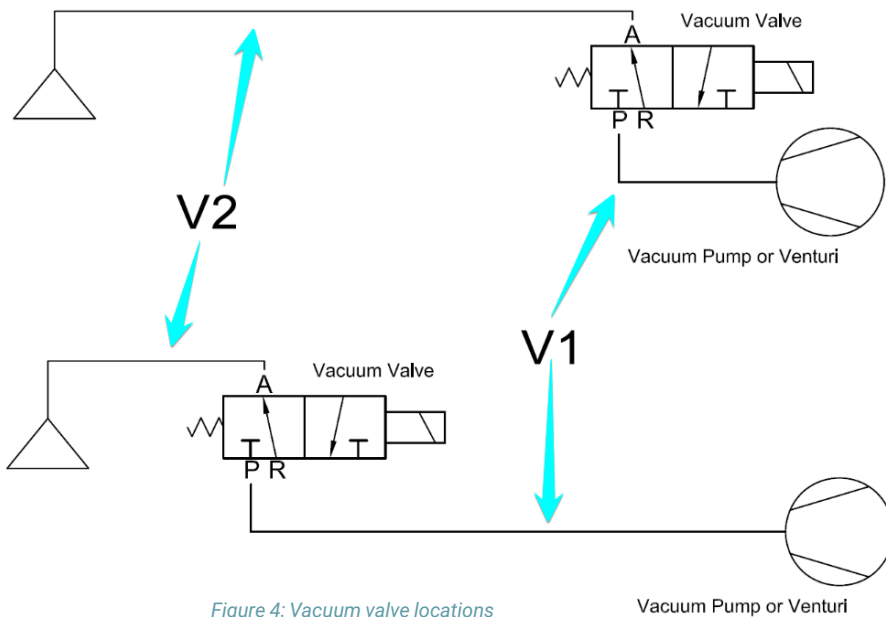 Vacuum Valve
A
P R
V2
Vacuum Pump or Venturi
V1
A
Vacuum Valve
P R
Figure 4: Vacuum valve locations
Vacuum Pump or Venturi